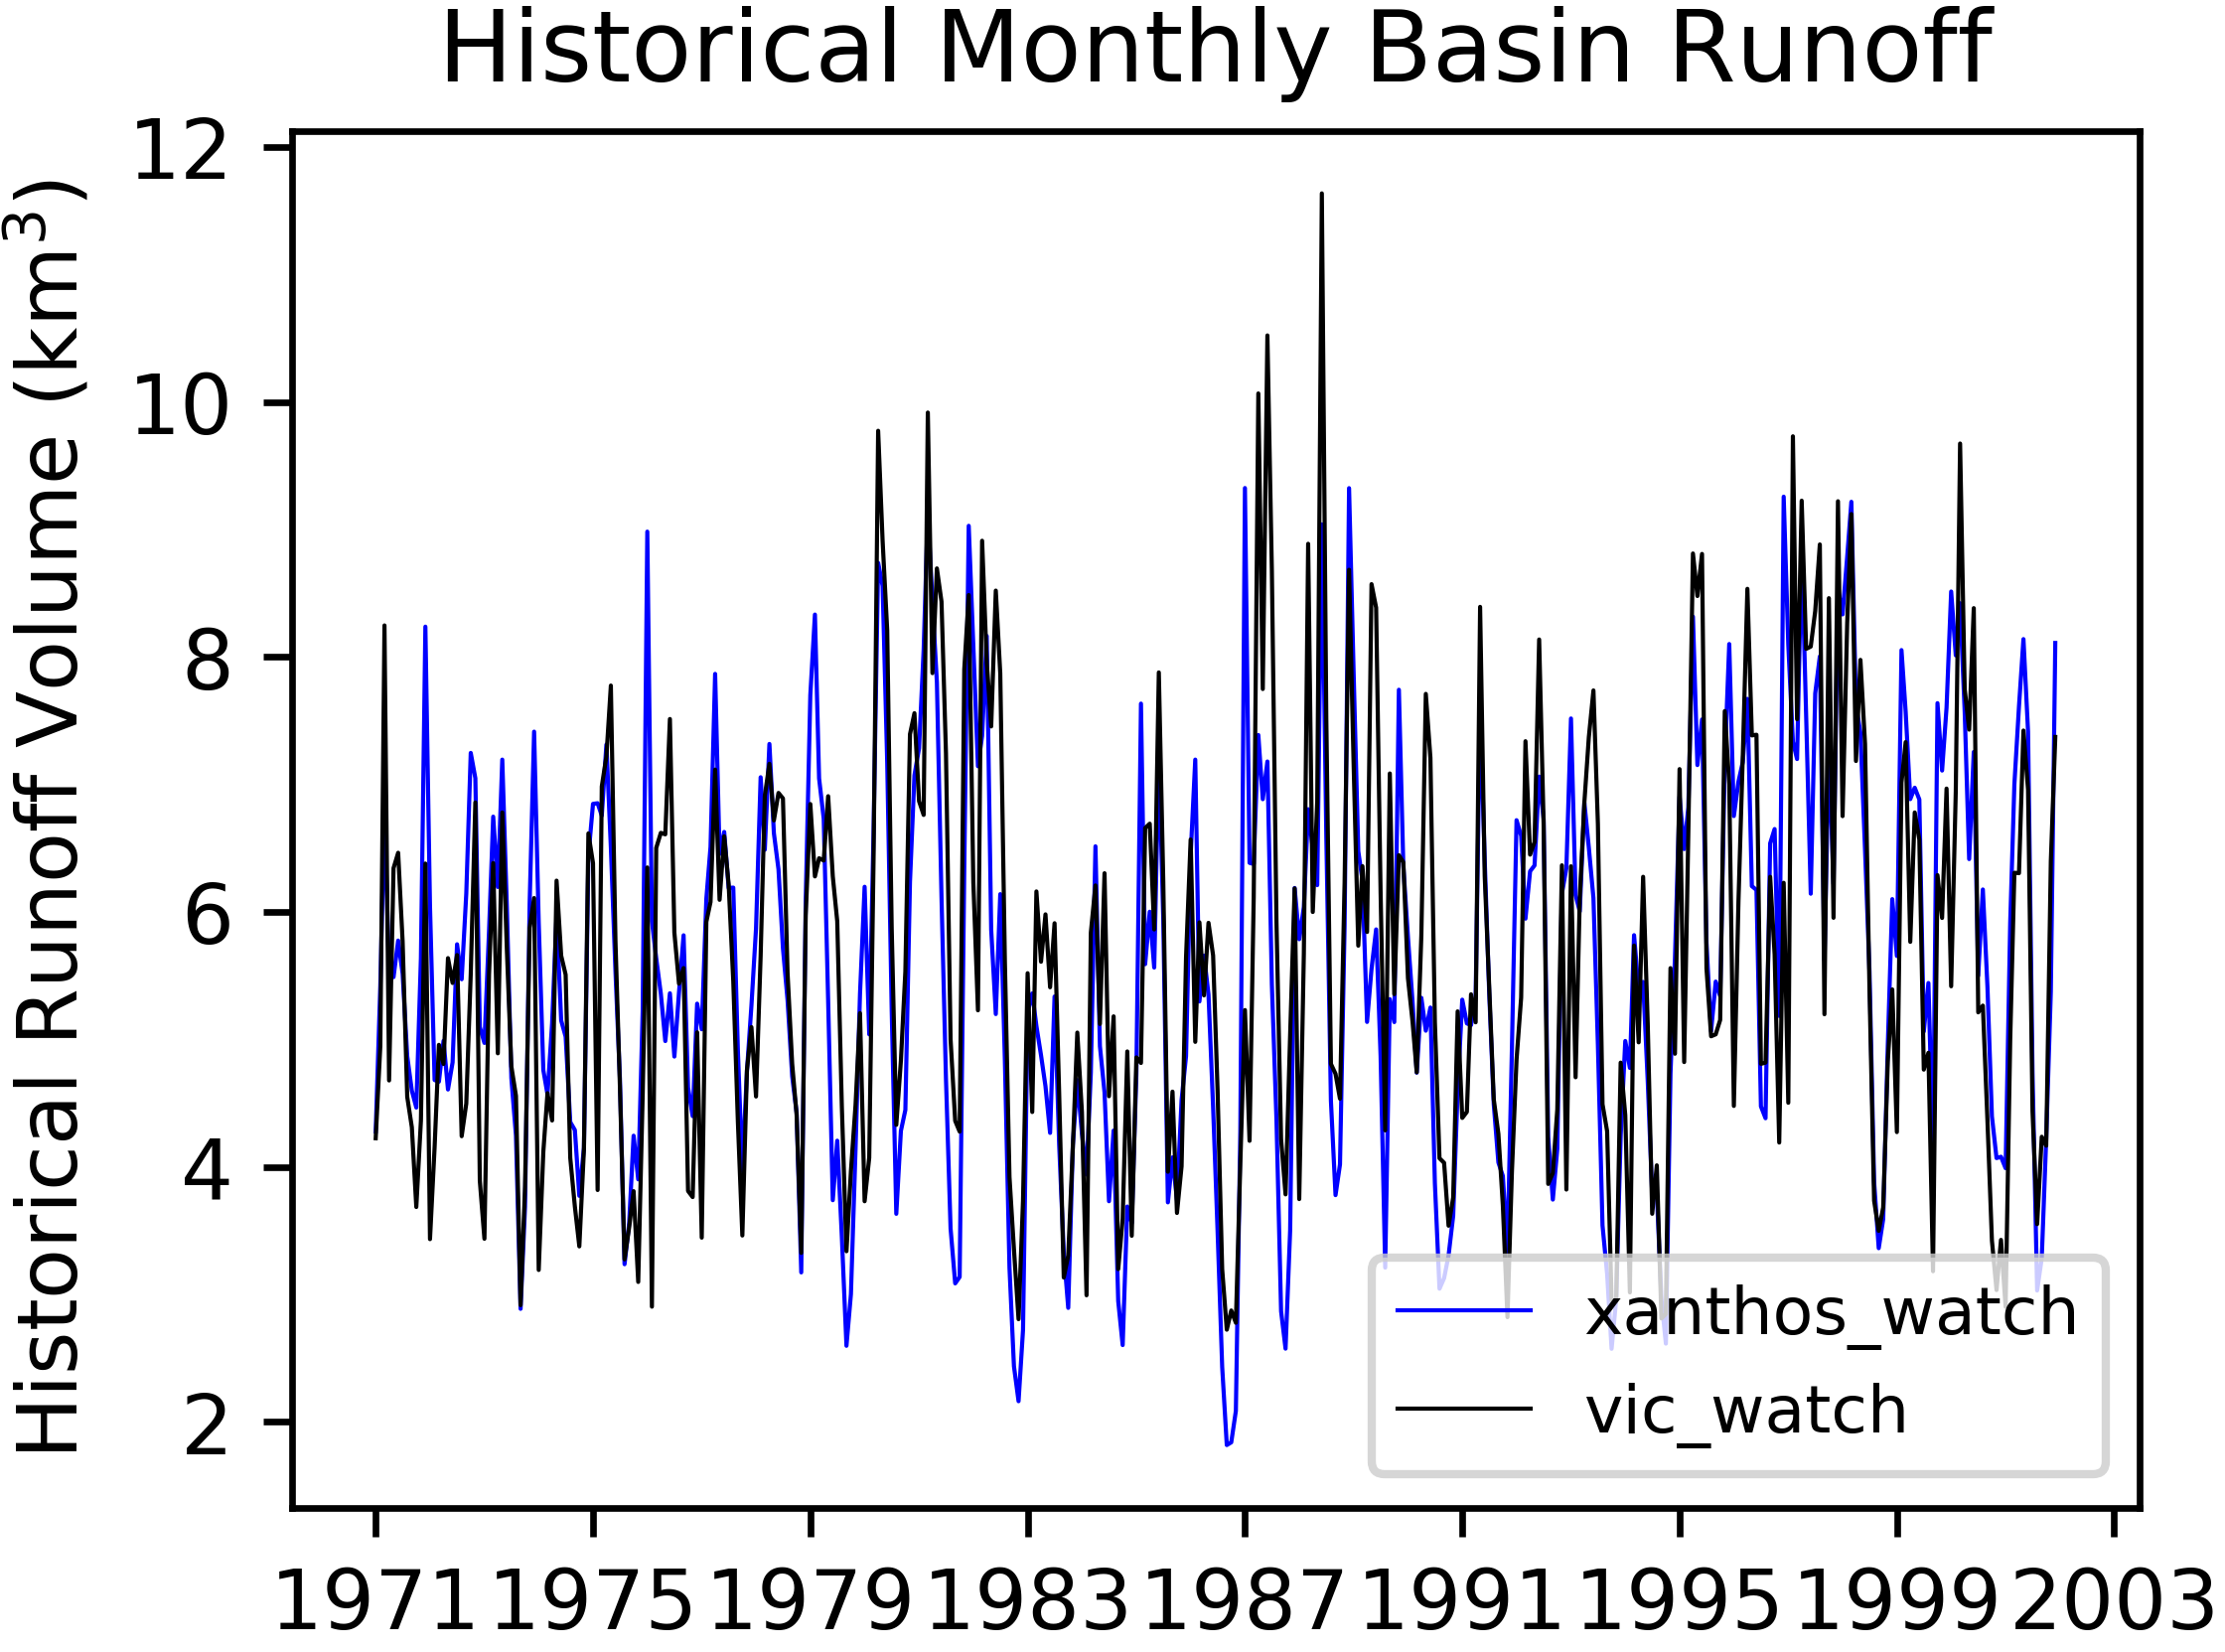 Historical Monthly Basin Runoff
Historical Runoff Volume (km³)
12
10
8
6
4
2
1971 1975 1979 1983 1987 1991 1995 1999 2003
xanthos_watch
vic_watch